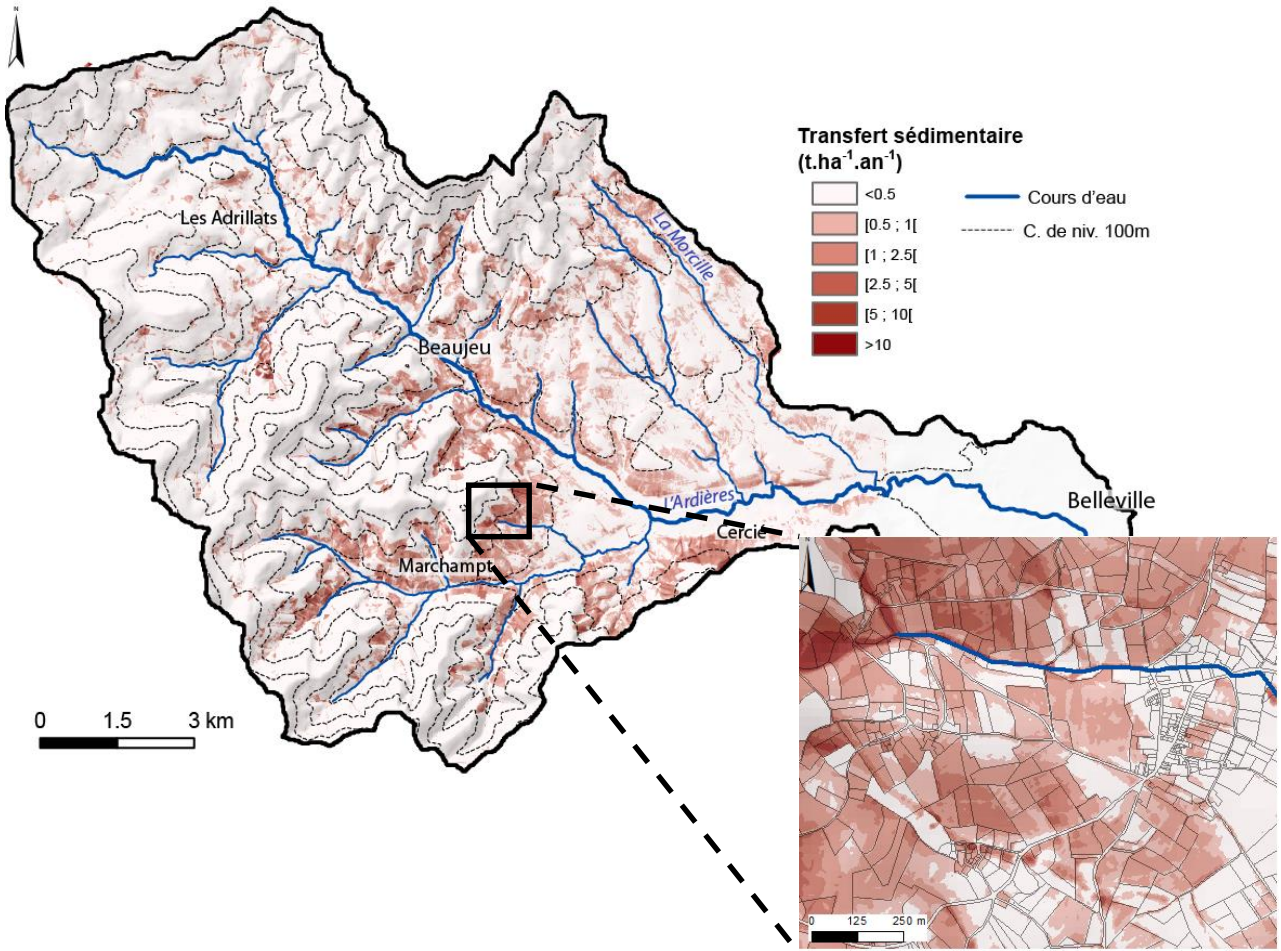 N
Transfert sédimentaire
(t.ha-1.an-1)
<0.5
[0.5 ; 1[
[1 ; 2.5[
[2.5 ; 5[
[5 ; 10[
>10
Cours d'eau
C. de niv. 100m
Les Adrillats
La Morcille
Beaujeu
L'Ardières
Belleville
Cercié
Marchampt
0 1.5 3 km
0 125 250 m